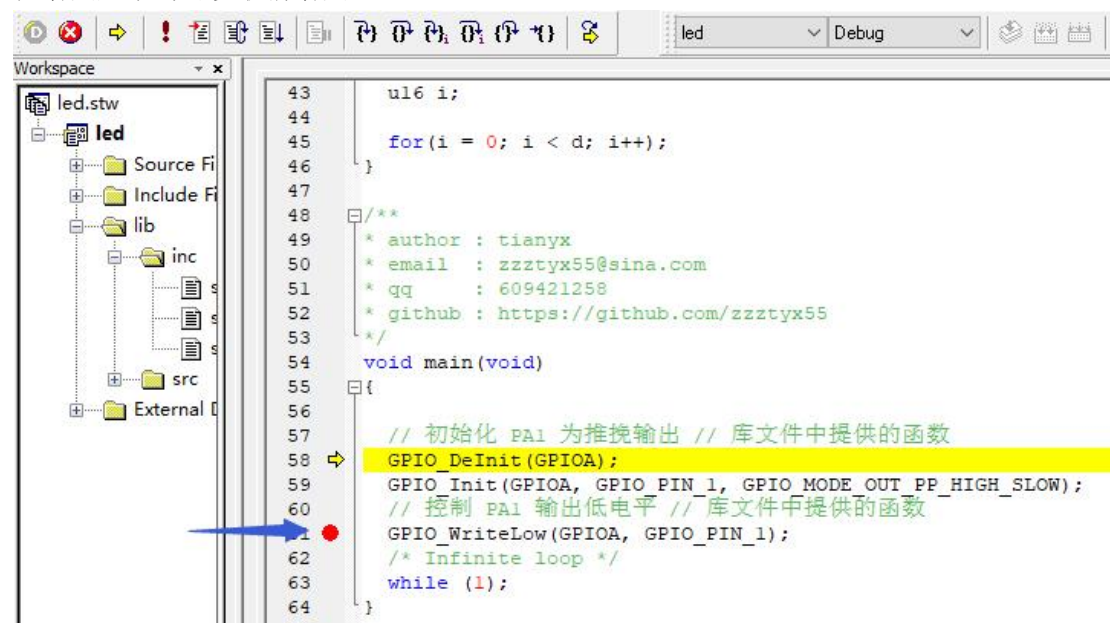 led
Debug
Workspace
led.stw
led
Source Fi
Include Fi
lib
inc
s
s
s
src
External D
43 u16 i;
44
45 for(i = 0; i < d; i++);
46 }
47
48 /**
49 * author : tianyx
50 * email  : zzztyx55@sina.com
51 * qq     : 609421258
52 * github : https://github.com/zzztyx55
53 */
54 void main(void)
55 {
56
57 // 初始化 PA1 为推挽输出 // 库文件中提供的函数
58 GPIO_DeInit(GPIOA);
59 GPIO_Init(GPIOA, GPIO_PIN_1, GPIO_MODE_OUT_PP_HIGH_SLOW);
60 // 控制 PA1 输出低电平 // 库文件中提供的函数
GPIO_WriteLow(GPIOA, GPIO_PIN_1);
62 /* Infinite loop */
63 while (1);
64 }